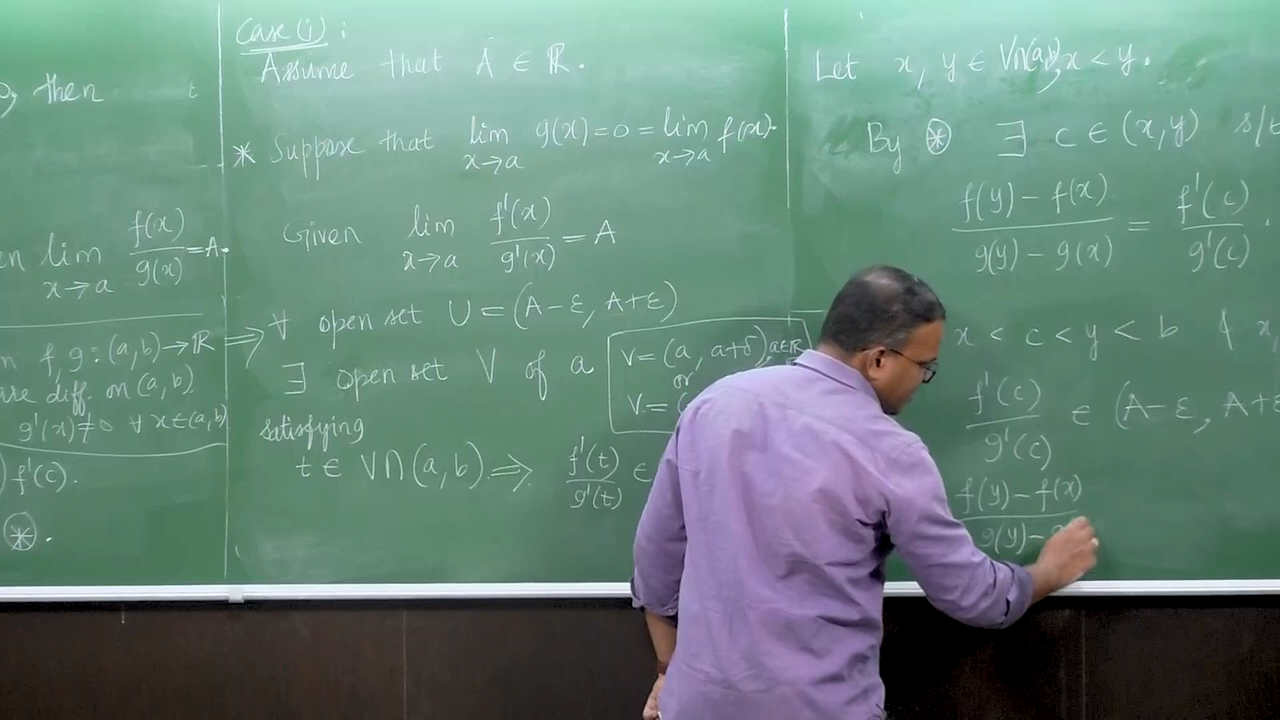 then
lim x→a f(x)/g(x) = A.
f, g : (a, b) → ℝ
are diff. on (a, b)
g'(x) ≠ 0 ∀ x ∈ (a, b)
) f'(c).
⊛.
Case (i) :
Assume that A ∈ ℝ.
* Suppose that lim x→a g(x) = 0 = lim x→a f(x).
Given lim x→a f'(x)/g'(x) = A
⇒ ∀ open set U = (A-ε, A+ε)
∃ open set V of a
V = (a, a+δ) a∈ℝ
or
V = (
satisfying
t ∈ V∩(a, b) ⇒ f'(t)/g'(t) ∈
Let x, y ∈ V∩(a, b), x < y.
By ⊛ ∃ c ∈ (x, y) s/t
(f(y) - f(x))/(g(y) - g(x)) = f'(c)/g'(c).
x < c < y < b & x,
f'(c)/g'(c) ∈ (A-ε, A+ε
(f(y) - f(x))/(g(y) -